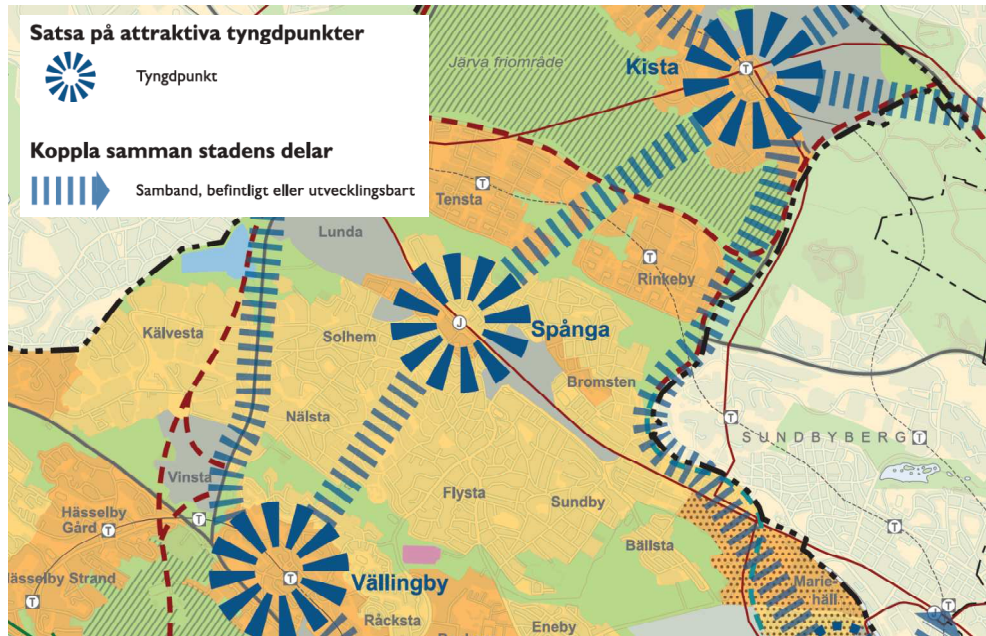 Satsa på attraktiva tyngdpunkter
Tyngdpunkt
Koppla samman stadens delar
Samband, befintligt eller utvecklingsbart
Järva friområde
Kista
T
Tensta
T
Lunda
Rinkeby
T
Kälvesta
Solhem
J
Spånga
Bromsten
Nälsta
T
SUNDBYBERG
T
Vinsta
Flysta
Sundby
Hässelby
Gård
T
T
T
Bällsta
Hässelby Strand
T
Vällingby
T
Marie-
häll
Råcksta
Eneby
J
T